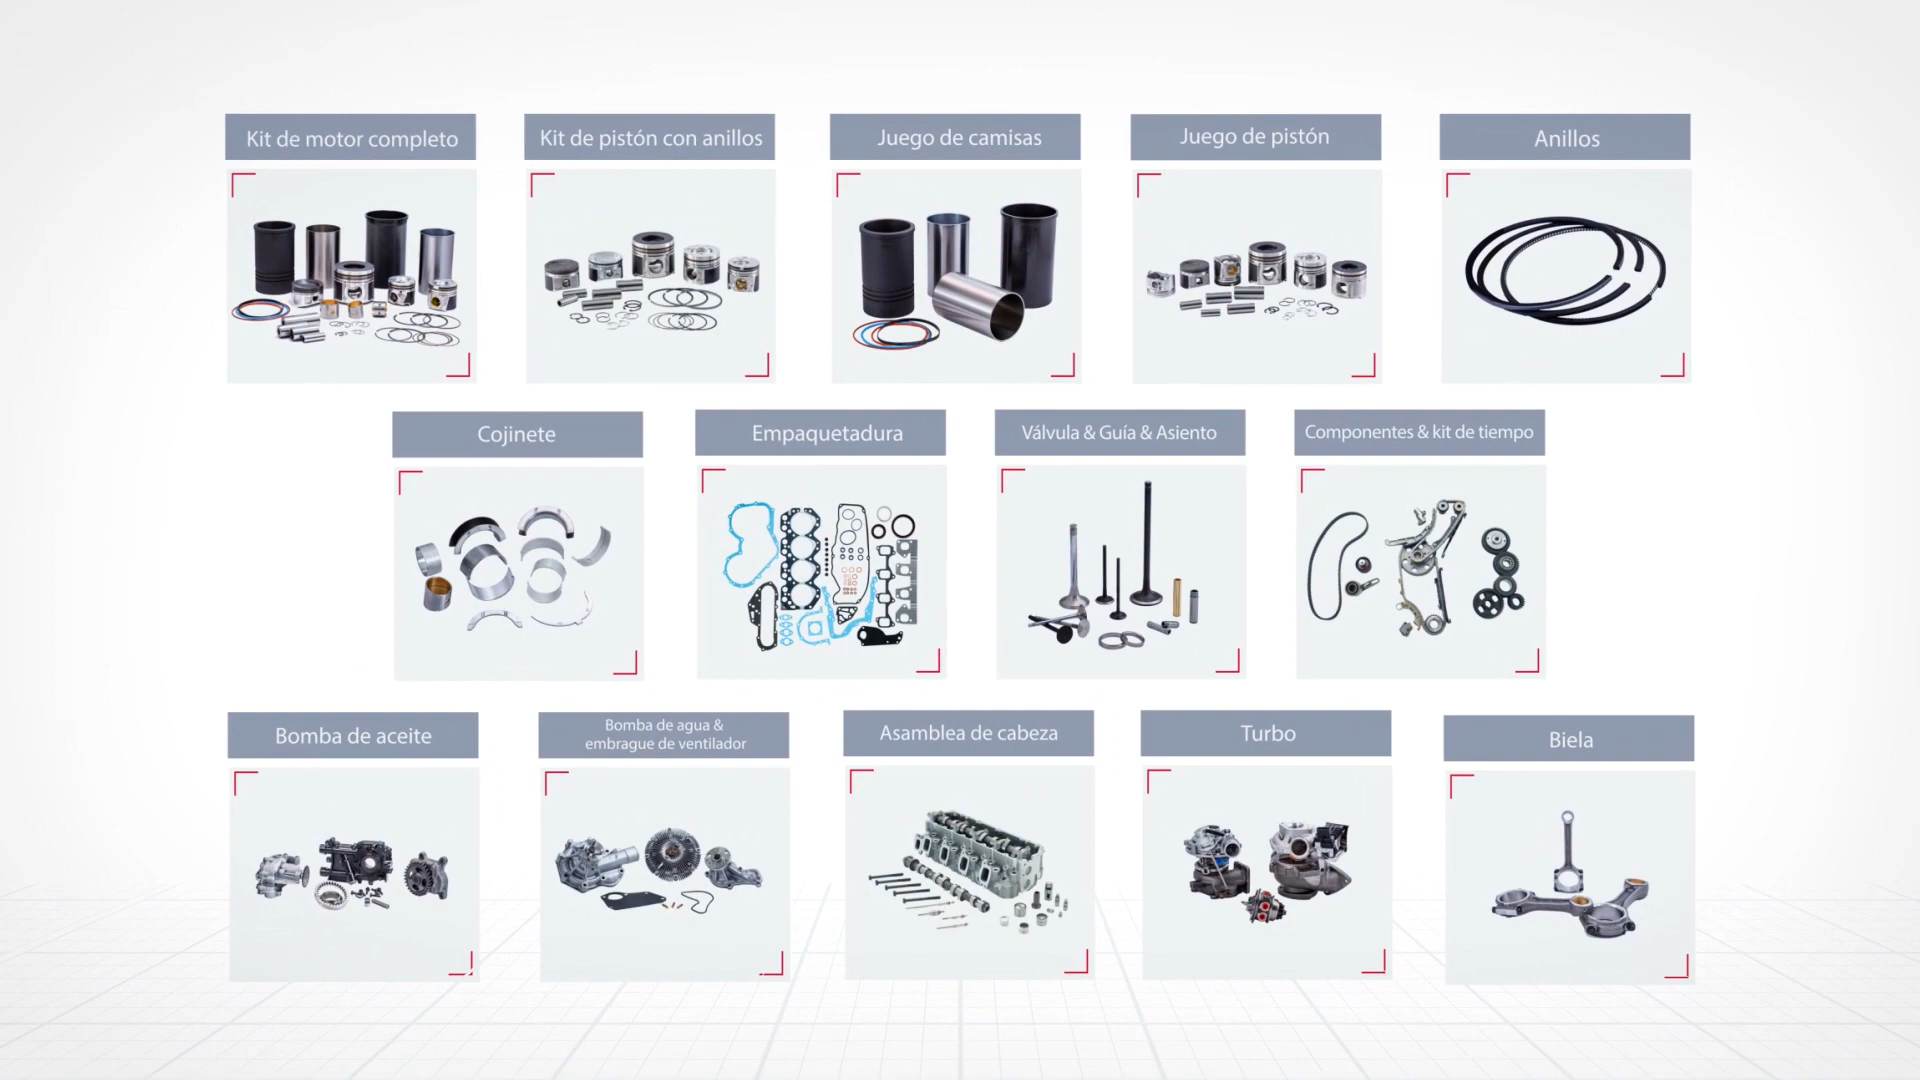 Kit de motor completo
Kit de pistón con anillos
Juego de camisas
Juego de pistón
Anillos
Cojinete
Empaquetadura
Válvula & Guía & Asiento
Componentes & kit de tiempo
Bomba de aceite
Bomba de agua &
embrague de ventilador
Asamblea de cabeza
Turbo
Biela